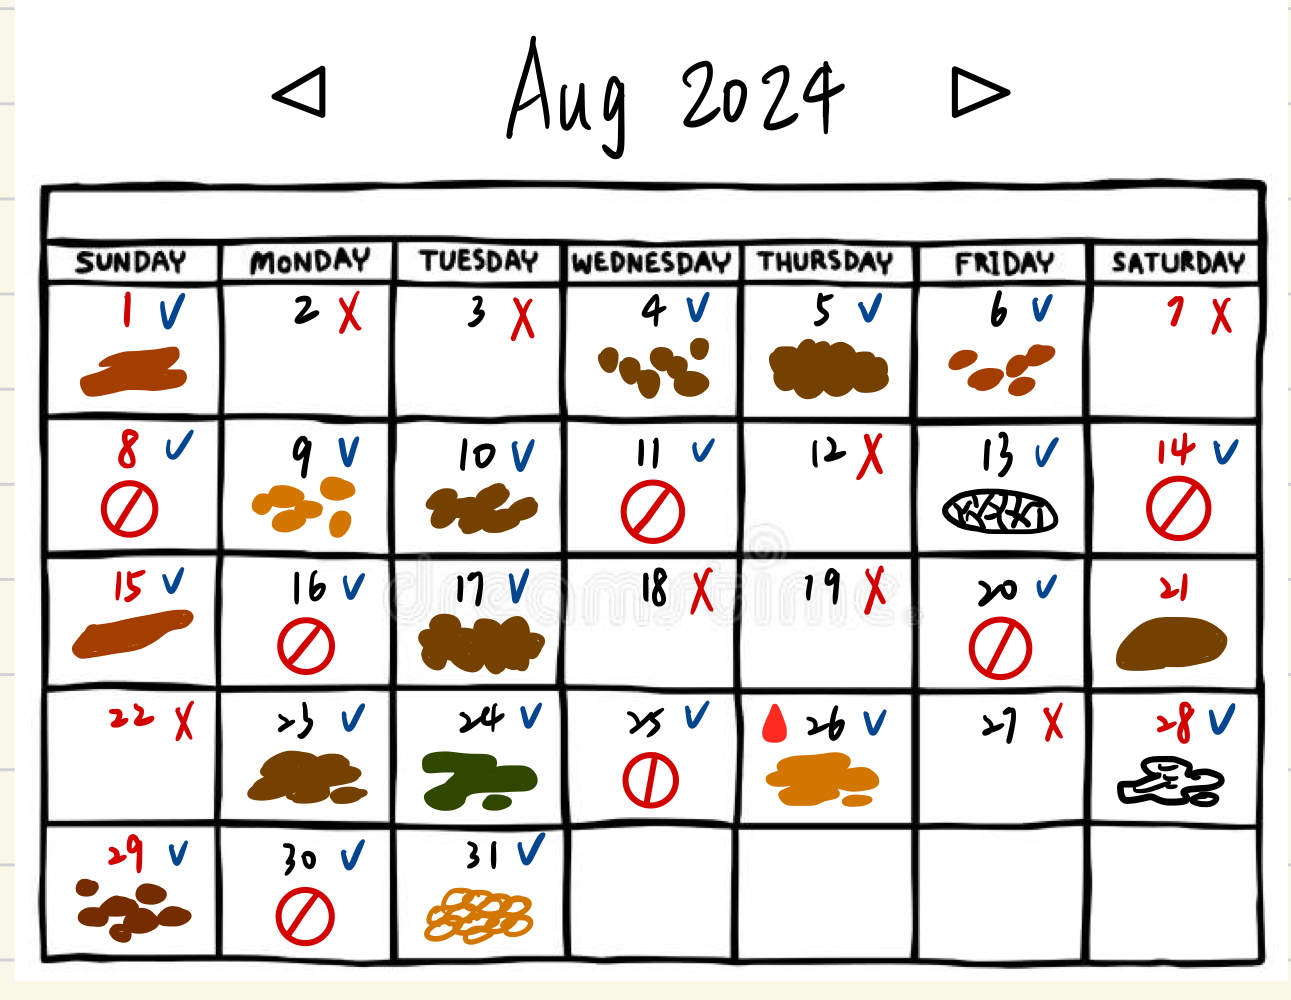 Aug 2024
SUNDAY MONDAY TUESDAY WEDNESDAY THURSDAY FRIDAY SATURDAY
1 ✓ 2 X 3 X 4 ✓ 5 ✓ 6 ✓ 7 X
8 ✓ 9 ✓ 10 ✓ 11 ✓ 12 X 13 ✓ 14 ✓
15 ✓ 16 ✓ 17 ✓ 18 X 19 X 20 ✓ 21
22 X 23 ✓ 24 ✓ 25 ✓ 26 ✓ 27 X 28 ✓
29 ✓ 30 ✓ 31 ✓
dreamstime.